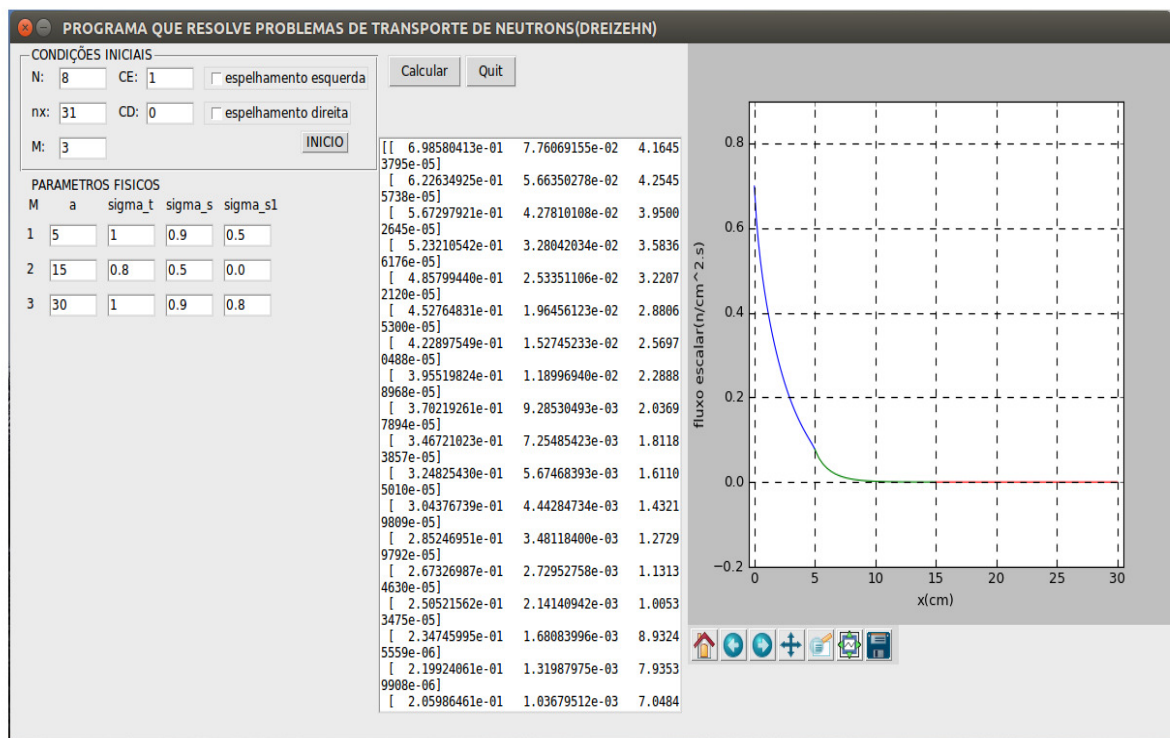 PROGRAMA QUE RESOLVE PROBLEMAS DE TRANSPORTE DE NEUTRONS(DREIZEHN)
CONDIÇÕES INICIAIS
N: 8 CE: 1 espelhamento esquerda
nx: 31 CD: 0 espelhamento direita
M: 3 INICIO
PARAMETROS FISICOS
M a sigma_t sigma_s sigma_s1
1 5 1 0.9 0.5
2 15 0.8 0.5 0.0
3 30 1 0.9 0.8
Calcular Quit
[[ 6.98580413e-01 7.76069155e-02 4.1645
3795e-05]
[ 6.22634925e-01 5.66350278e-02 4.2545
5738e-05]
[ 5.67297921e-01 4.27810108e-02 3.9500
2645e-05]
[ 5.23210542e-01 3.28042034e-02 3.5836
6176e-05]
[ 4.85799440e-01 2.53351106e-02 3.2207
2120e-05]
[ 4.52764831e-01 1.96456123e-02 2.8806
5300e-05]
[ 4.22897549e-01 1.52745233e-02 2.5697
0488e-05]
[ 3.95519824e-01 1.18996940e-02 2.2888
8968e-05]
[ 3.70219261e-01 9.28530493e-03 2.0369
7894e-05]
[ 3.46721023e-01 7.25485423e-03 1.8118
3857e-05]
[ 3.24825430e-01 5.67468393e-03 1.6110
5010e-05]
[ 3.04376739e-01 4.44284734e-03 1.4321
9809e-05]
[ 2.85246951e-01 3.48118400e-03 1.2729
9792e-05]
[ 2.67326987e-01 2.72952758e-03 1.1313
4630e-05]
[ 2.50521562e-01 2.14140942e-03 1.0053
3475e-05]
[ 2.34745995e-01 1.68083996e-03 8.9324
5559e-06]
[ 2.19924061e-01 1.31987975e-03 7.9353
9908e-06]
[ 2.05986461e-01 1.03679512e-03 7.0484
fluxo escalar(n/cm^2.s)
0.8
0.6
0.4
0.2
0.0
−0.2
0 5 10 15 20 25 30
x(cm)